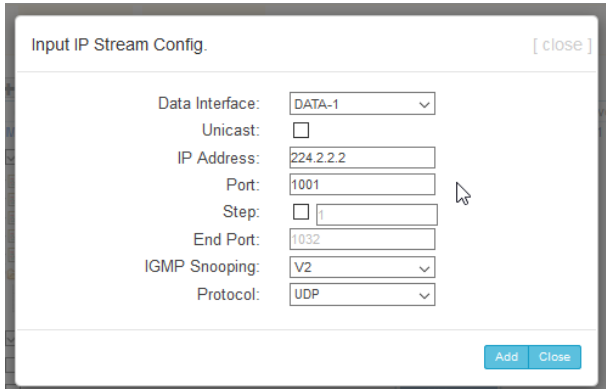 Input IP Stream Config. [ close ]
Data Interface: DATA-1
Unicast:
IP Address: 224.2.2.2
Port: 1001
Step: 1
End Port: 1032
IGMP Snooping: V2
Protocol: UDP
Add Close